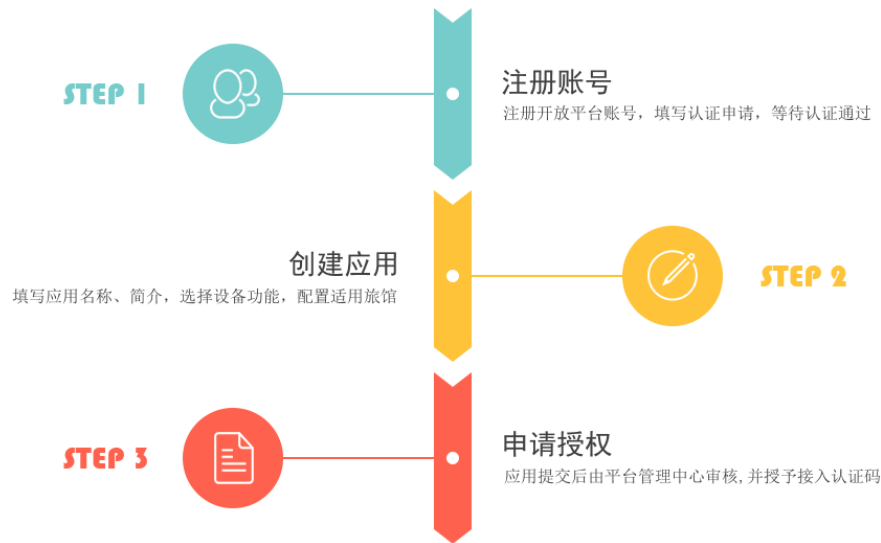 STEP 1
注册账号
注册开放平台账号，填写认证申请，等待认证通过
创建应用
填写应用名称、简介，选择设备功能，配置适用旅馆
STEP 2
STEP 3
申请授权
应用提交后由平台管理中心审核,并授予接入认证码